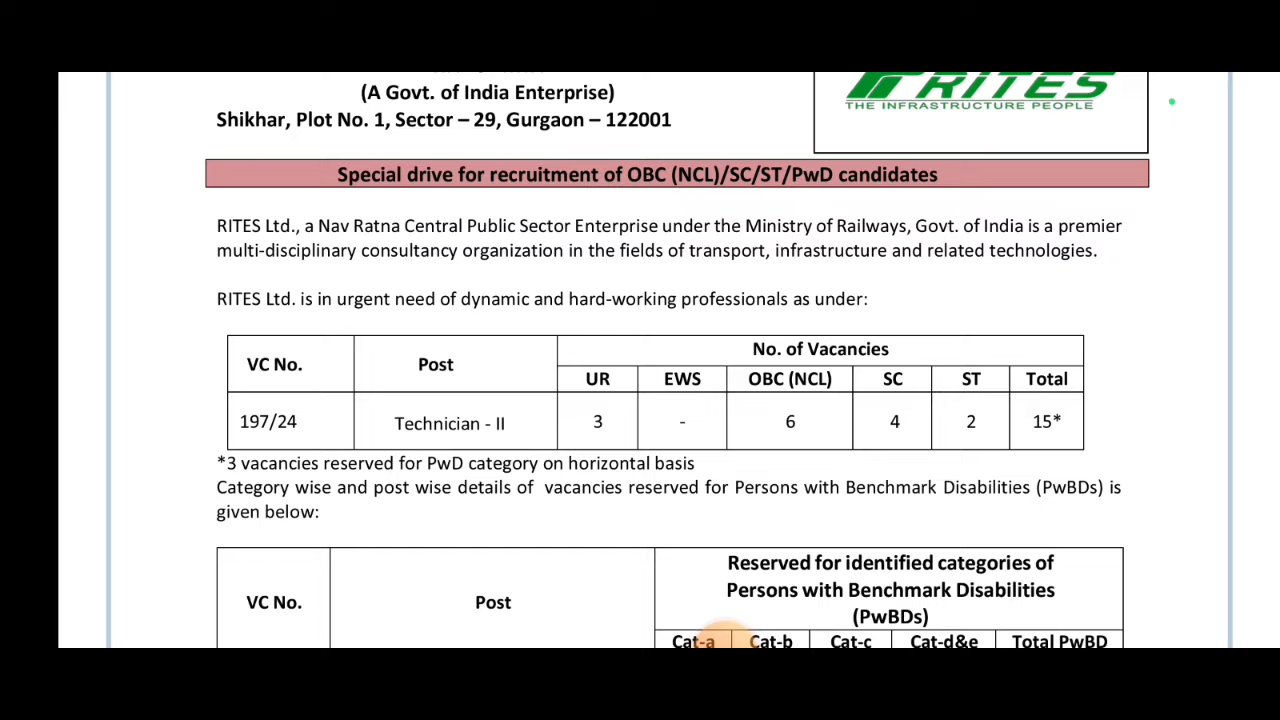 (A Govt. of India Enterprise)
Shikhar, Plot No. 1, Sector – 29, Gurgaon – 122001
RITES
THE INFRASTRUCTURE PEOPLE
Special drive for recruitment of OBC (NCL)/SC/ST/PwD candidates
RITES Ltd., a Nav Ratna Central Public Sector Enterprise under the Ministry of Railways, Govt. of India is a premier
multi-disciplinary consultancy organization in the fields of transport, infrastructure and related technologies.
RITES Ltd. is in urgent need of dynamic and hard-working professionals as under:
VC No. Post No. of Vacancies
UR EWS OBC (NCL) SC ST Total
197/24 Technician - II 3 - 6 4 2 15*
*3 vacancies reserved for PwD category on horizontal basis
Category wise and post wise details of vacancies reserved for Persons with Benchmark Disabilities (PwBDs) is
given below:
VC No. Post Reserved for identified categories of
Persons with Benchmark Disabilities
(PwBDs)
Cat-a Cat-b Cat-c Cat-d&e Total PwBD